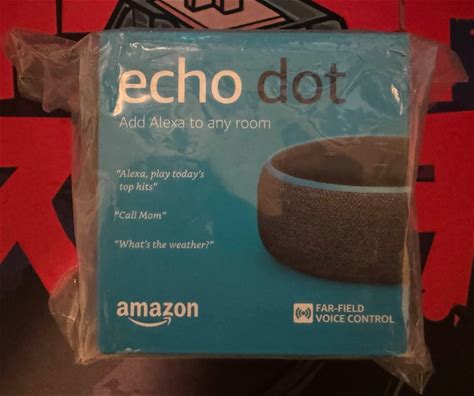 echo dot
Add Alexa to any room
“Alexa, play today’s
top hits”
“Call Mom”
“What’s the weather?”
amazon
FAR-FIELD
VOICE CONTROL